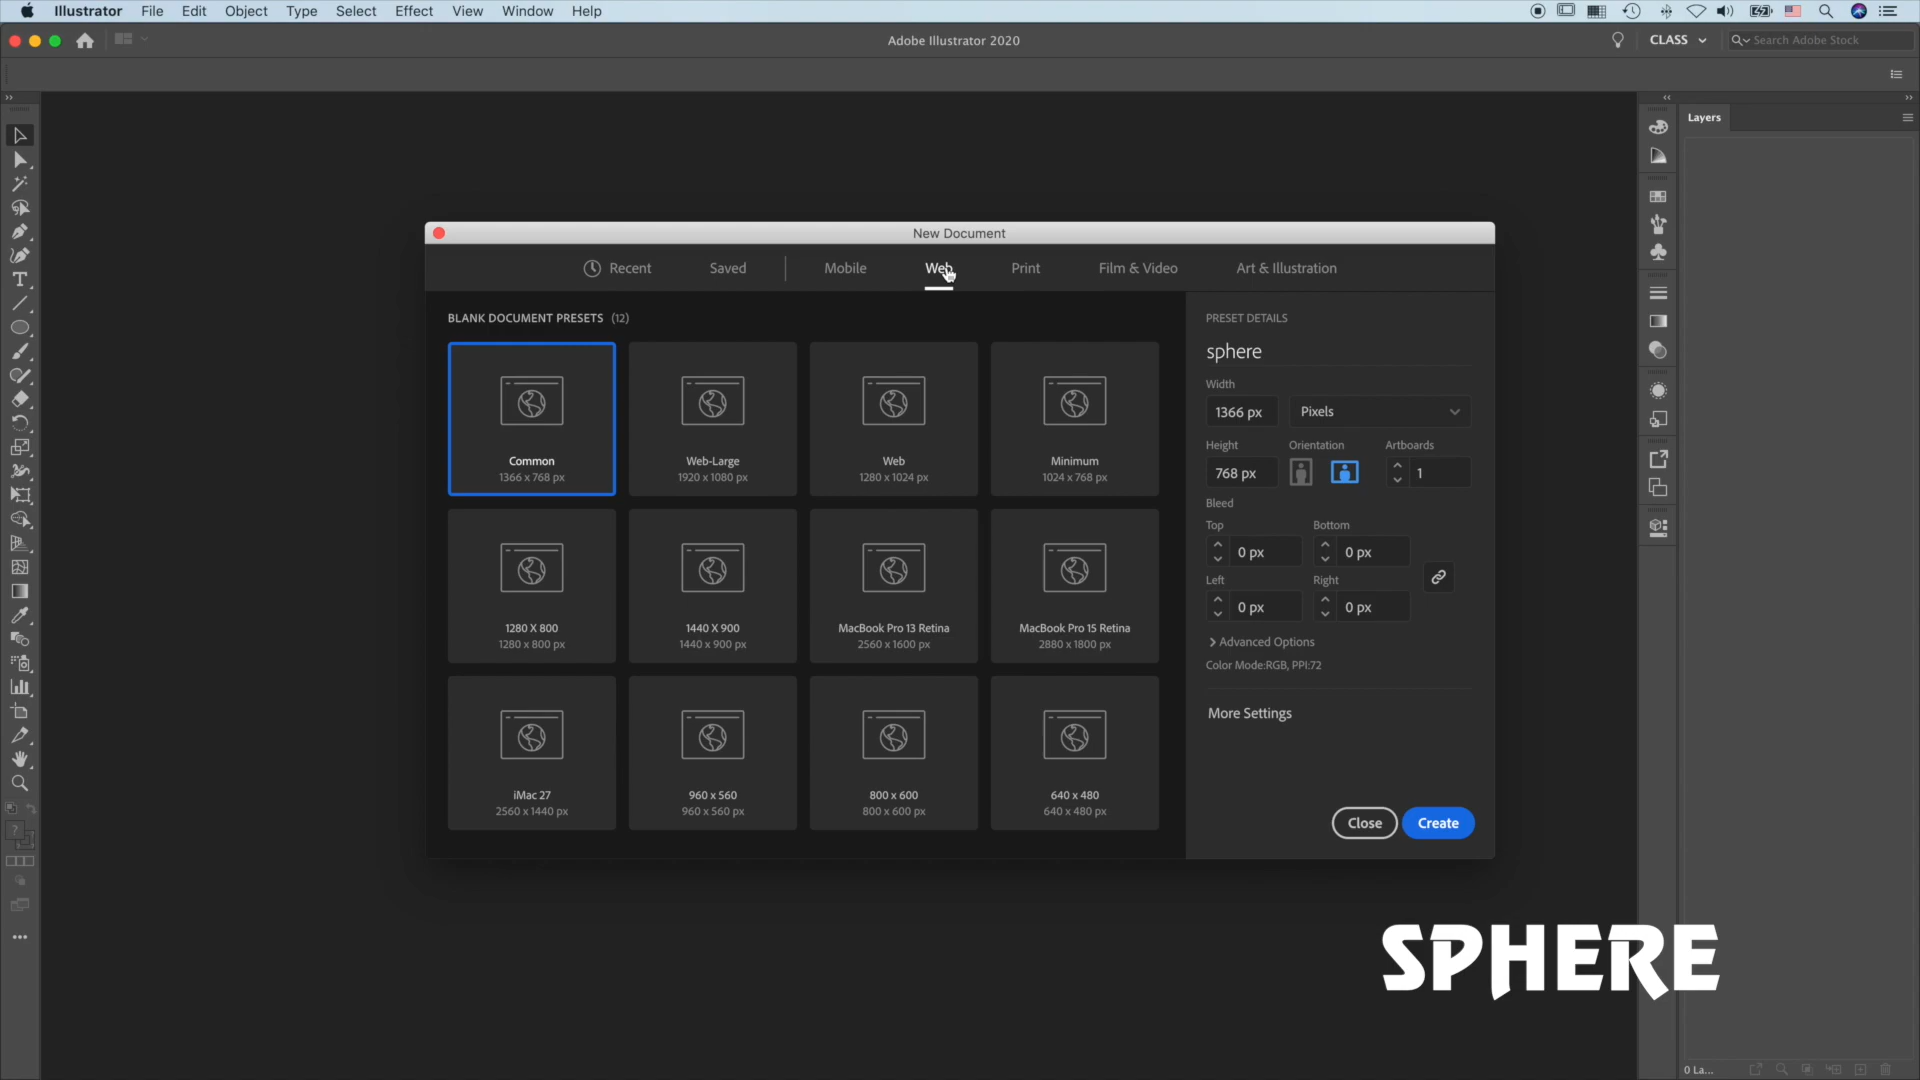 Illustrator File Edit Object Type Select Effect View Window Help
Adobe Illustrator 2020
CLASS
Search Adobe Stock
Layers
New Document
Recent Saved Mobile Web Print Film & Video Art & Illustration
BLANK DOCUMENT PRESETS (12)
Common
1366 x 768 px
Web-Large
1920 x 1080 px
Web
1280 x 1024 px
Minimum
1024 x 768 px
1280 X 800
1280 x 800 px
1440 X 900
1440 x 900 px
MacBook Pro 13 Retina
2560 x 1600 px
MacBook Pro 15 Retina
2880 x 1800 px
iMac 27
2560 x 1440 px
960 x 560
960 x 560 px
800 x 600
800 x 600 px
640 x 480
640 x 480 px
PRESET DETAILS
sphere
Width
1366 px Pixels
Height Orientation Artboards
768 px 1
Bleed
Top Bottom
0 px 0 px
Left Right
0 px 0 px
Advanced Options
Color Mode:RGB, PPI:72
More Settings
Close Create
SPHERE
0 La...